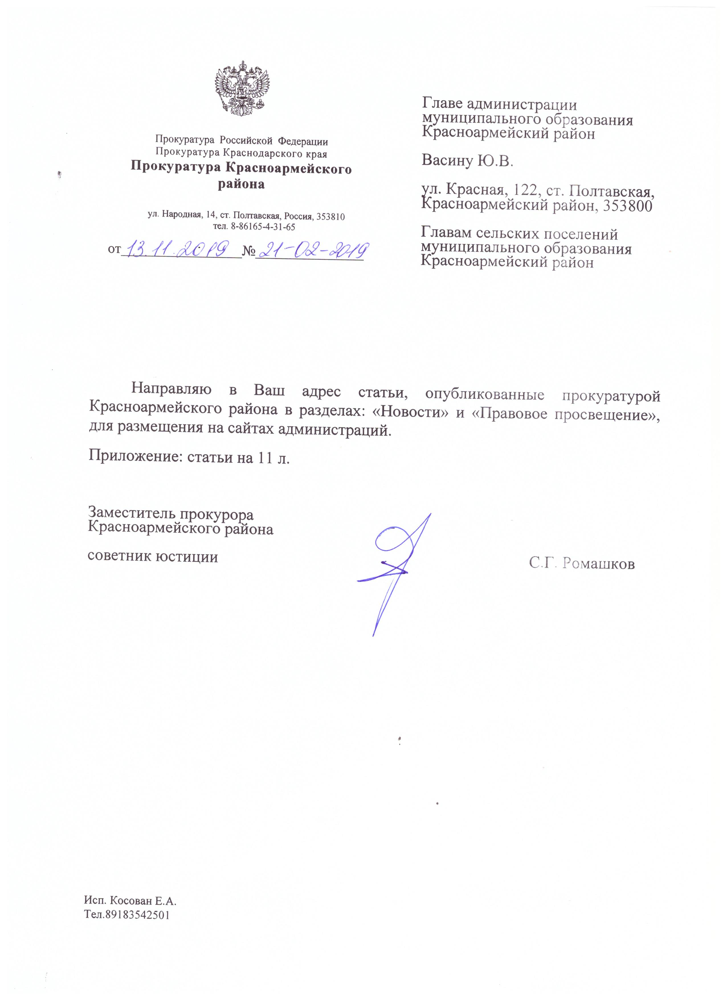 Прокуратура Российской Федерации
Прокуратура Краснодарского края
Прокуратура Красноармейского
района
ул. Народная, 14, ст. Полтавская, Россия, 353810
тел. 8-86165-4-31-65
от 13.11.2019 № 21-02-2019
Главе администрации
муниципального образования
Красноармейский район
Васину Ю.В.
ул. Красная, 122, ст. Полтавская,
Красноармейский район, 353800
Главам сельских поселений
муниципального образования
Красноармейский район
Направляю в Ваш адрес статьи, опубликованные прокуратурой
Красноармейского района в разделах: «Новости» и «Правовое просвещение»,
для размещения на сайтах администраций.
Приложение: статьи на 11 л.
Заместитель прокурора
Красноармейского района
советник юстиции
С.Г. Ромашков
Исп. Косован Е.А.
Тел.89183542501